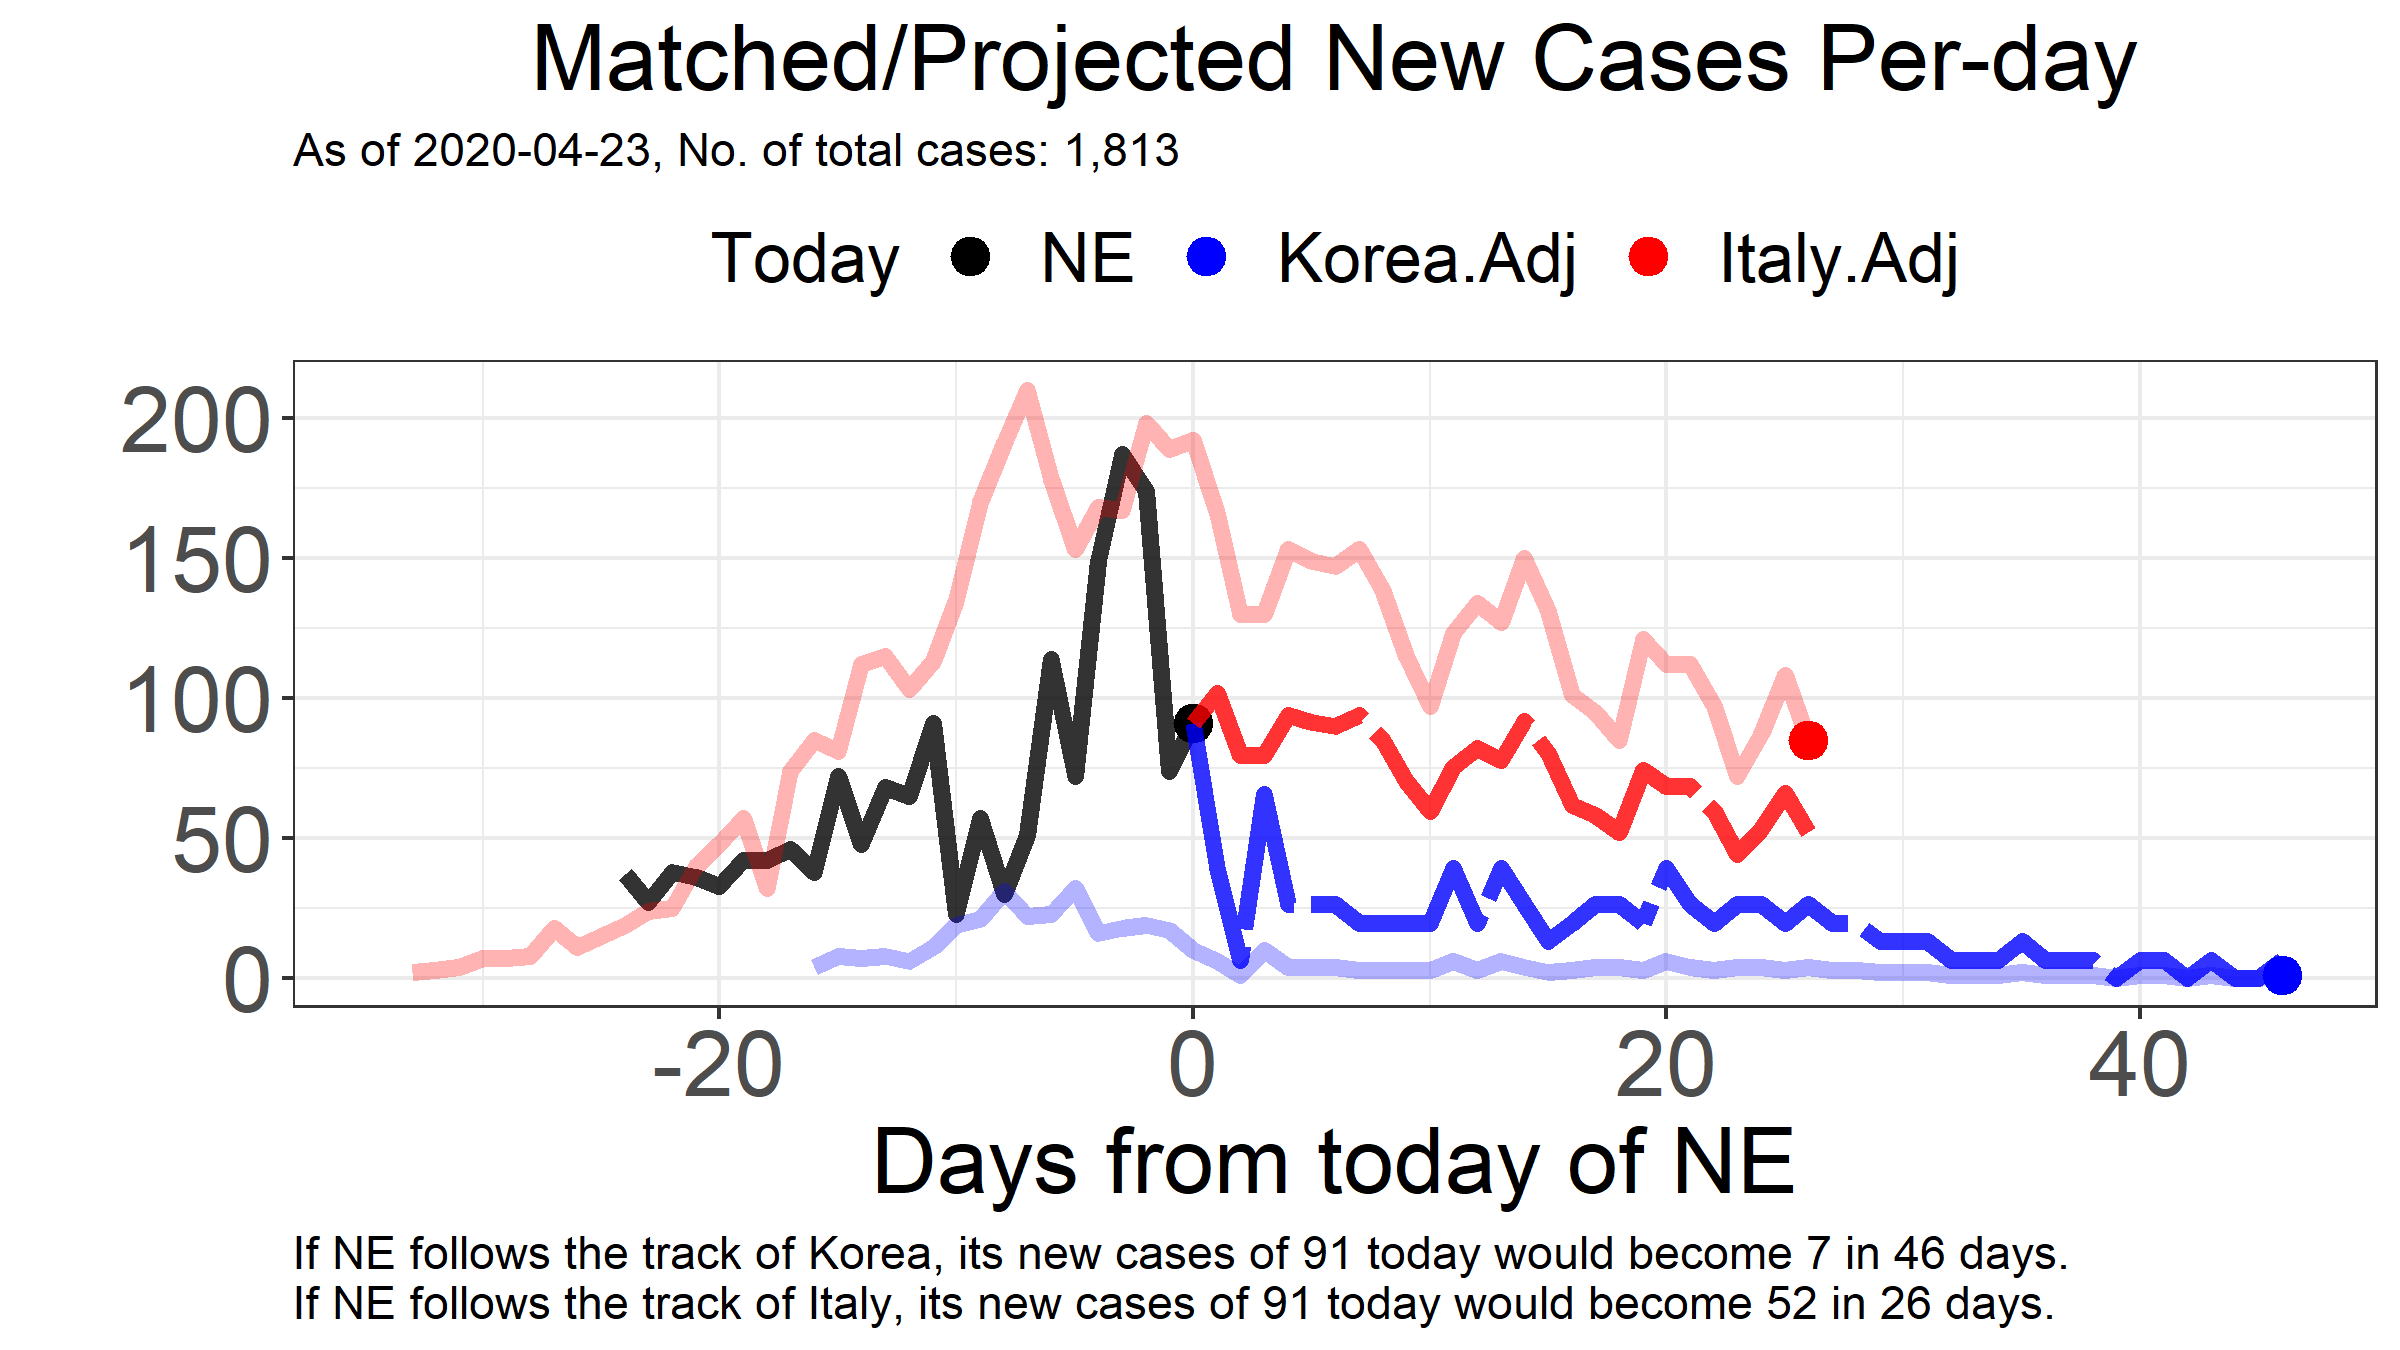 Matched/Projected New Cases Per-day
As of 2020-04-23, No. of total cases: 1,813
Today NE Korea.Adj Italy.Adj
200
150
100
50
0
-20 0 20 40
Days from today of NE
If NE follows the track of Korea, its new cases of 91 today would become 7 in 46 days.
If NE follows the track of Italy, its new cases of 91 today would become 52 in 26 days.